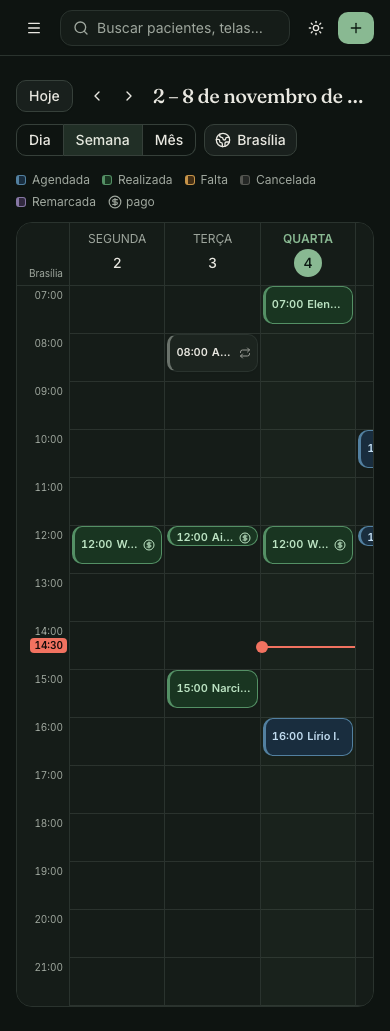 Buscar pacientes, telas...
Hoje
2 – 8 de novembro de ...
Dia Semana Mês Brasília
Agendada Realizada Falta Cancelada
Remarcada pago
SEGUNDA TERÇA QUARTA
2 3 4
Brasília
07:00 07:00 Elen...
08:00 08:00 A...
09:00
10:00
11:00
12:00 12:00 W... 12:00 Ai... 12:00 W...
13:00
14:00
14:30
15:00 15:00 Narci...
16:00 16:00 Lírio I.
17:00
18:00
19:00
20:00
21:00